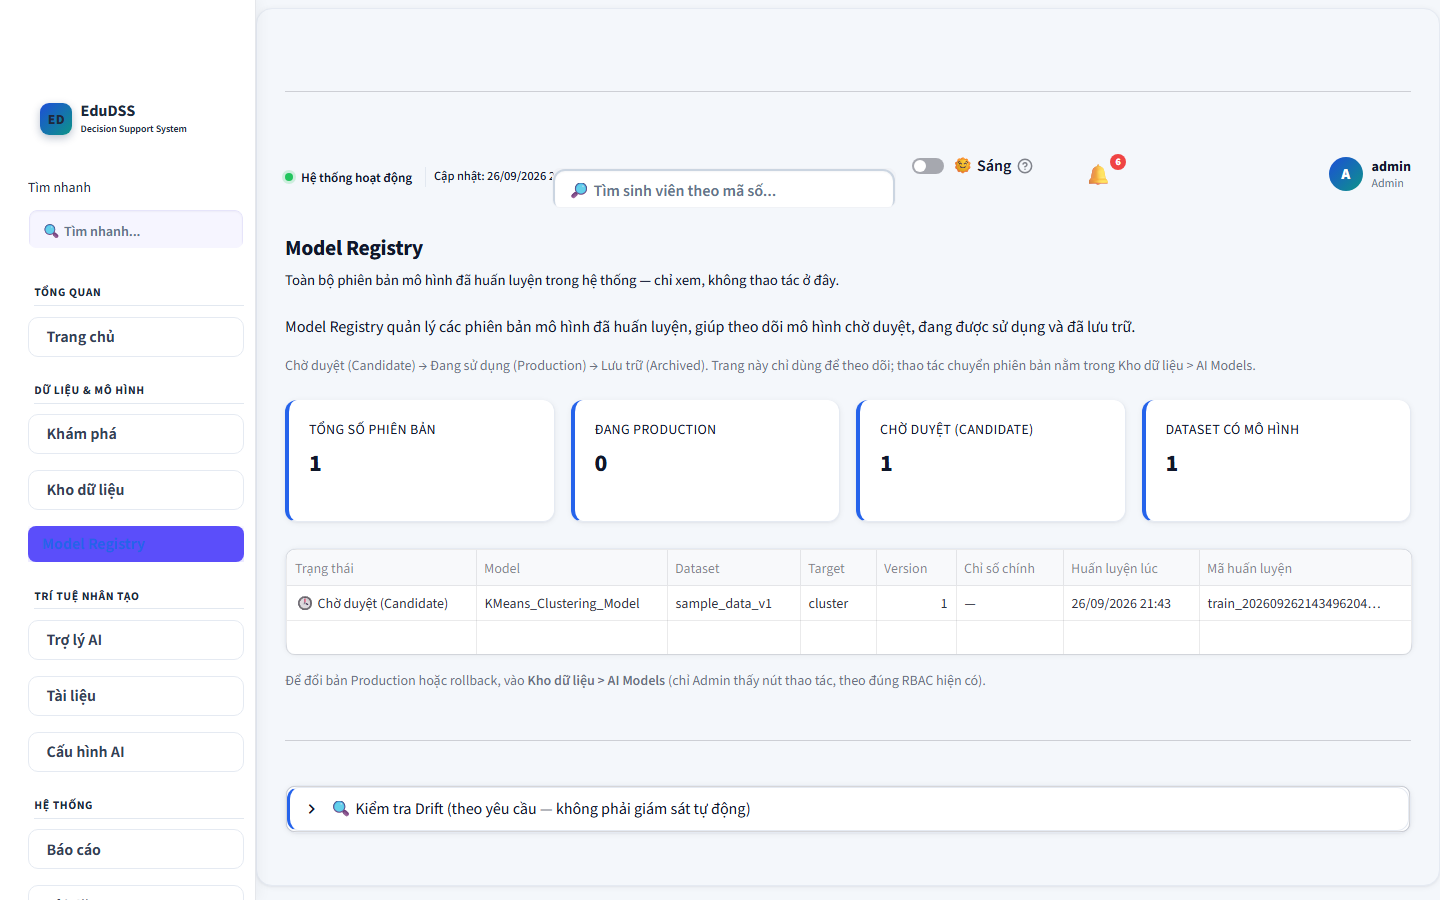 ED
EduDSS
Decision Support System
Tìm nhanh
Tìm nhanh...
TỔNG QUAN
Trang chủ
DỮ LIỆU & MÔ HÌNH
Khám phá
Kho dữ liệu
Model Registry
TRÍ TUỆ NHÂN TẠO
Trợ lý AI
Tài liệu
Cấu hình AI
HỆ THỐNG
Báo cáo
Hệ thống hoạt động
Cập nhật: 26/09/2026
Tìm sinh viên theo mã số...
Sáng
6
A
admin
Admin
Model Registry
Toàn bộ phiên bản mô hình đã huấn luyện trong hệ thống — chỉ xem, không thao tác ở đây.
Model Registry quản lý các phiên bản mô hình đã huấn luyện, giúp theo dõi mô hình chờ duyệt, đang được sử dụng và đã lưu trữ.
Chờ duyệt (Candidate) → Đang sử dụng (Production) → Lưu trữ (Archived). Trang này chỉ dùng để theo dõi; thao tác chuyển phiên bản nằm trong Kho dữ liệu > AI Models.
TỔNG SỐ PHIÊN BẢN
1
ĐANG PRODUCTION
0
CHỜ DUYỆT (CANDIDATE)
1
DATASET CÓ MÔ HÌNH
1
Trạng thái Model Dataset Target Version Chỉ số chính Huấn luyện lúc Mã huấn luyện
Chờ duyệt (Candidate) KMeans_Clustering_Model sample_data_v1 cluster 1 — 26/09/2026 21:43 train_202609262143496204...
Để đổi bản Production hoặc rollback, vào Kho dữ liệu > AI Models (chỉ Admin thấy nút thao tác, theo đúng RBAC hiện có).
Kiểm tra Drift (theo yêu cầu — không phải giám sát tự động)